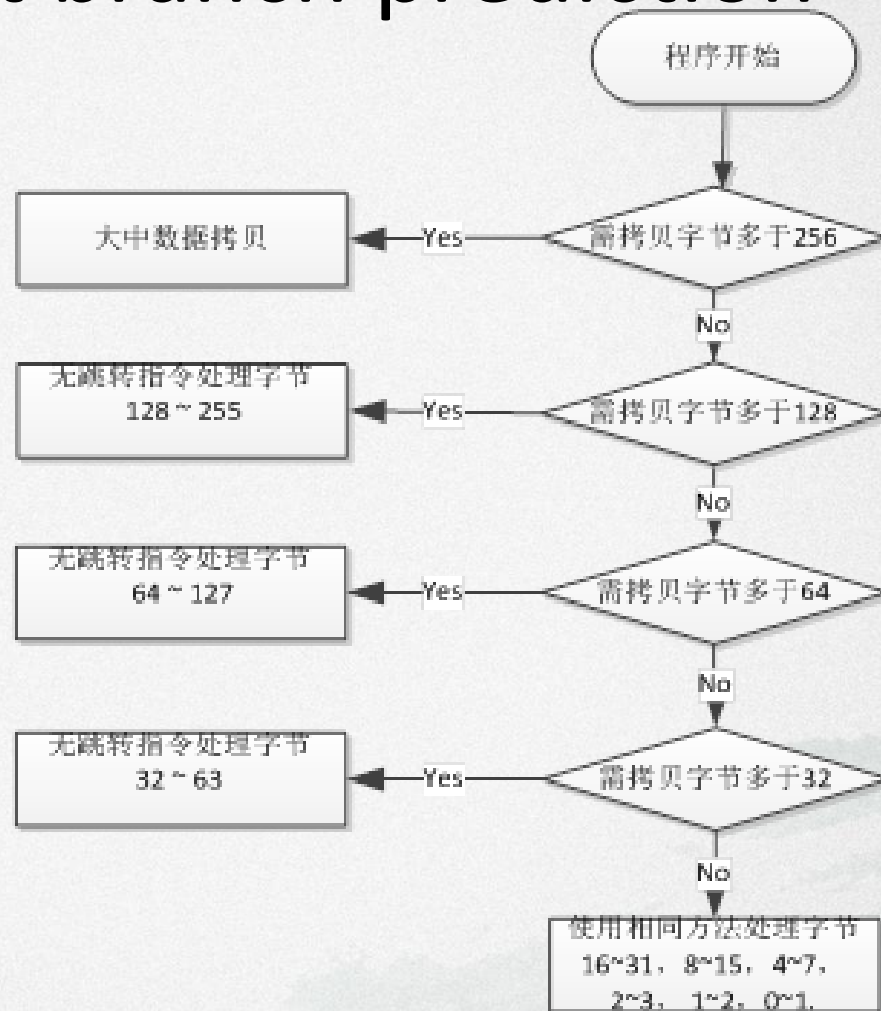 branch prediction
程序开始
需拷贝字节多于256
Yes
大中数据拷贝
No
需拷贝字节多于128
Yes
无跳转指令处理字节
128 ~ 255
No
需拷贝字节多于64
Yes
无跳转指令处理字节
64 ~ 127
No
需拷贝字节多于32
Yes
无跳转指令处理字节
32 ~ 63
No
使用相同方法处理字节
16~31，8~15，4~7，
2~3，1~2，0~1.